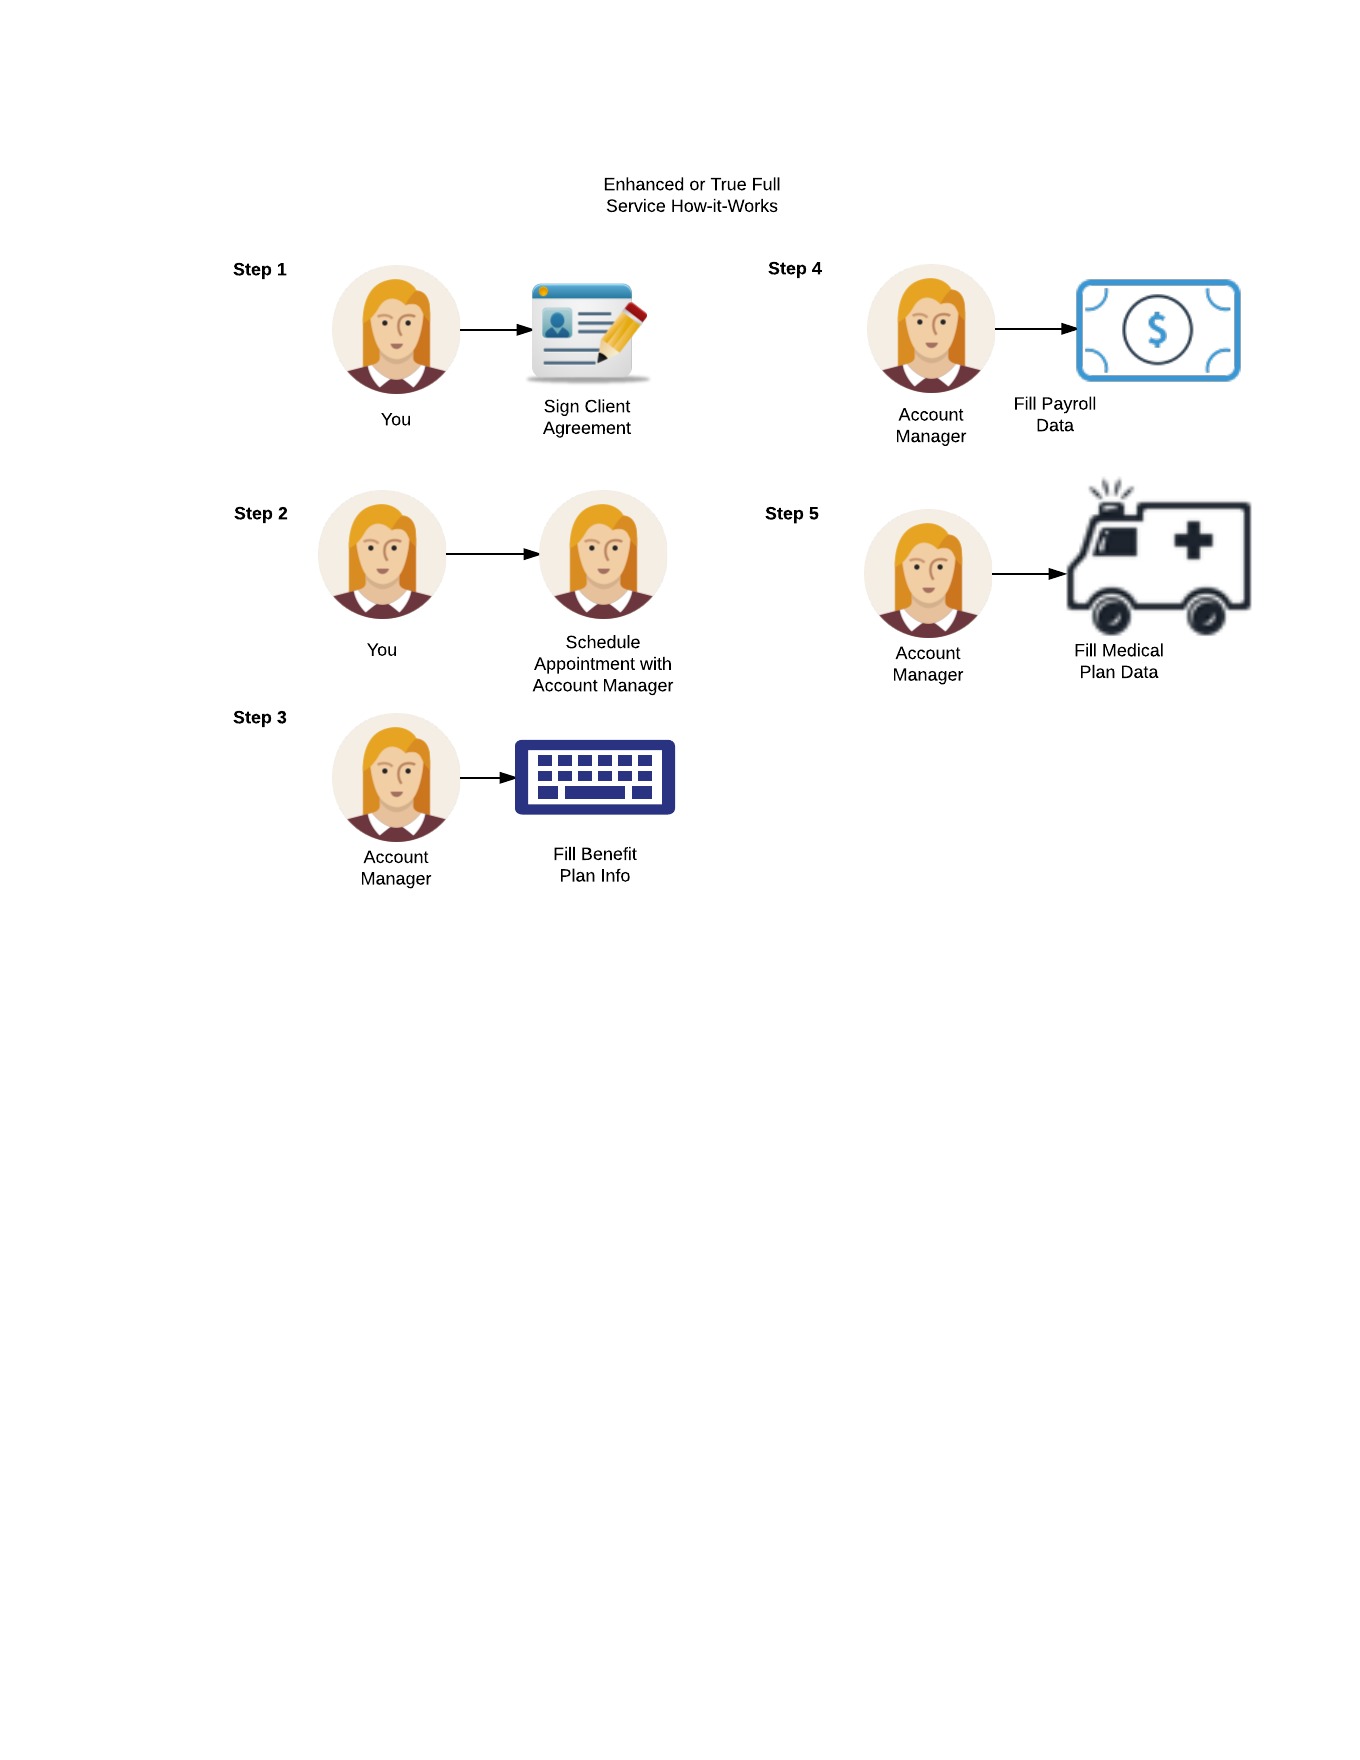 Enhanced or True Full
Service How-it-Works
Step 1
You
Sign Client
Agreement
Step 2
You
Schedule
Appointment with
Account Manager
Step 3
Account
Manager
Fill Benefit
Plan Info
Step 4
$
Account
Manager
Fill Payroll
Data
Step 5
Account
Manager
Fill Medical
Plan Data